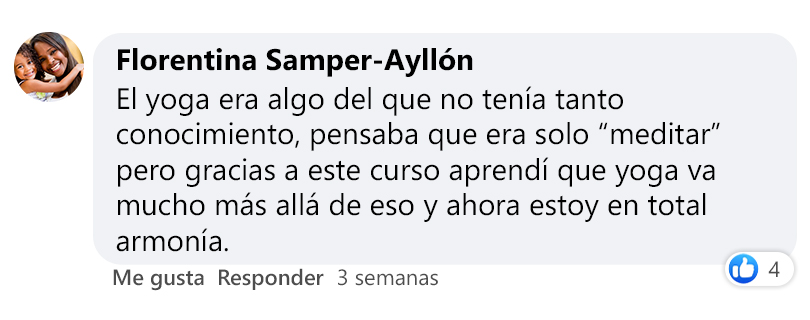 Florentina Samper-Ayllón
El yoga era algo del que no tenía tanto
conocimiento, pensaba que era solo “meditar”
pero gracias a este curso aprendí que yoga va
mucho más allá de eso y ahora estoy en total
armonía.
Me gusta Responder 3 semanas 4